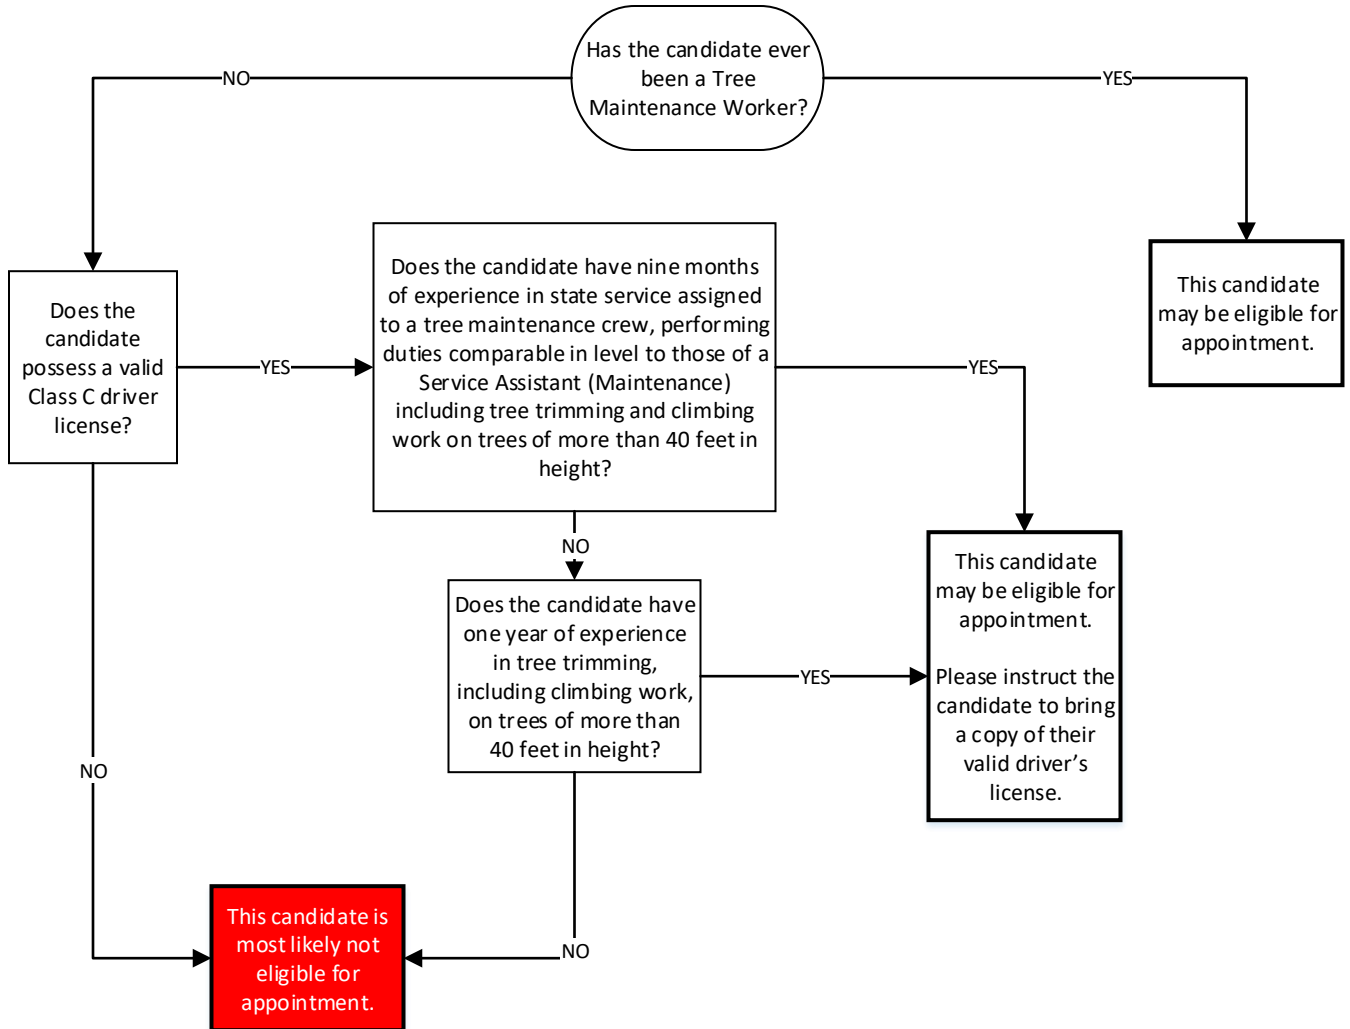 Has the candidate ever
been a Tree
Maintenance Worker?
NO
YES
Does the
candidate
possess a valid
Class C driver
license?
YES
Does the candidate have nine months
of experience in state service assigned
to a tree maintenance crew, performing
duties comparable in level to those of a
Service Assistant (Maintenance)
including tree trimming and climbing
work on trees of more than 40 feet in
height?
YES
This candidate
may be eligible for
appointment.
NO
Does the candidate have
one year of experience
in tree trimming,
including climbing work,
on trees of more than
40 feet in height?
YES
This candidate
may be eligible for
appointment.
Please instruct the
candidate to bring
a copy of their
valid driver’s
license.
NO
NO
This candidate is
most likely not
eligible for
appointment.